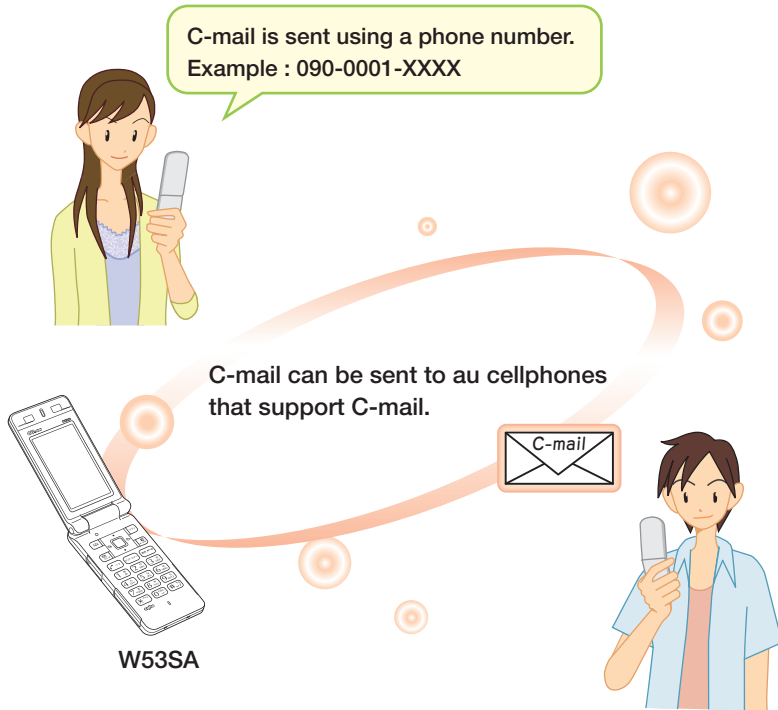 C-mail is sent using a phone number.
Example : 090-0001-XXXX
C-mail can be sent to au cellphones
that support C-mail.
C-mail
W53SA